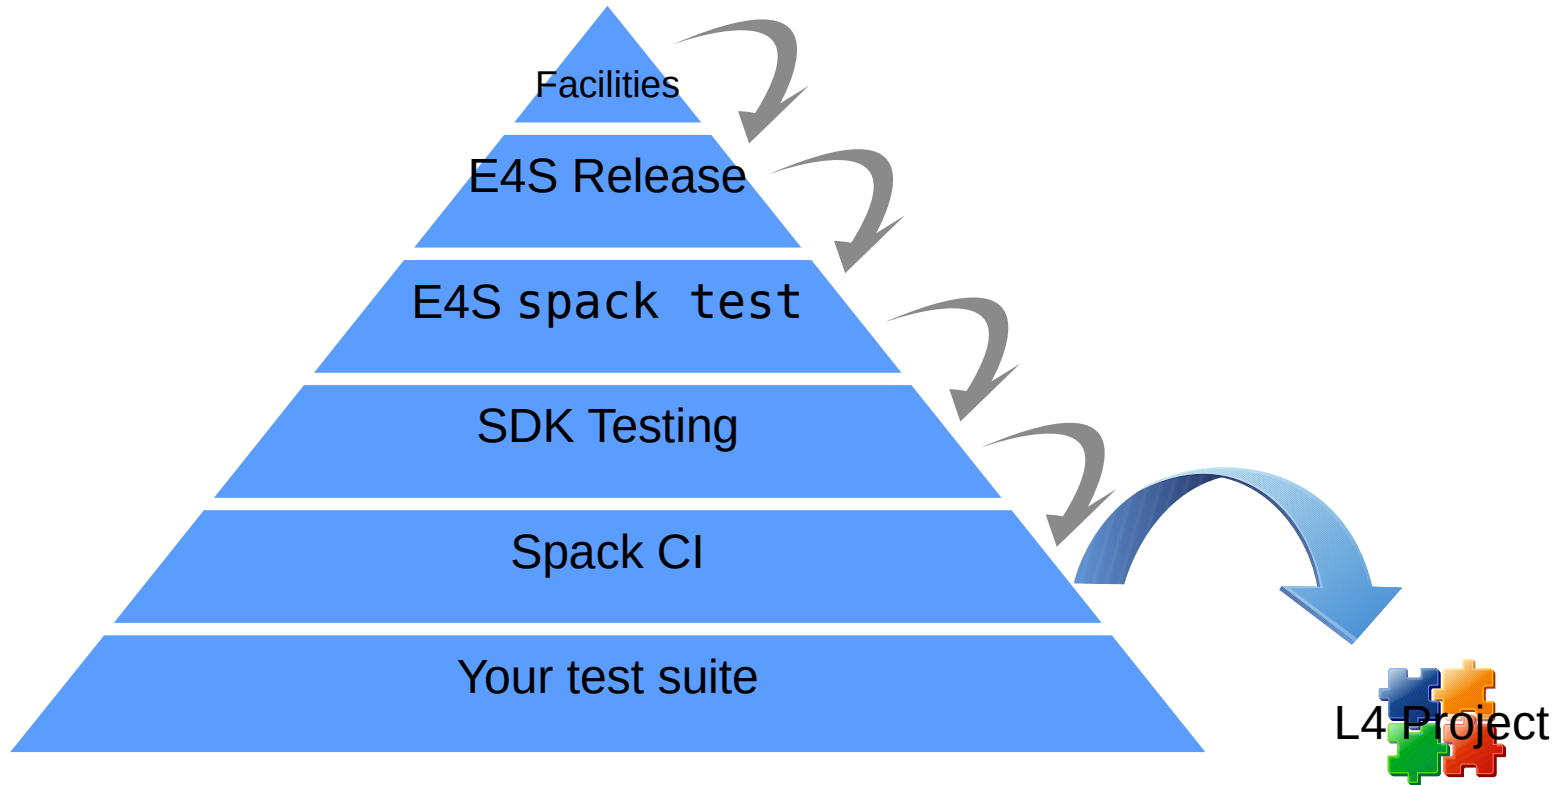 Facilities
E4S Release
E4S spack test
SDK Testing
Spack CI
Your test suite
L4 Project